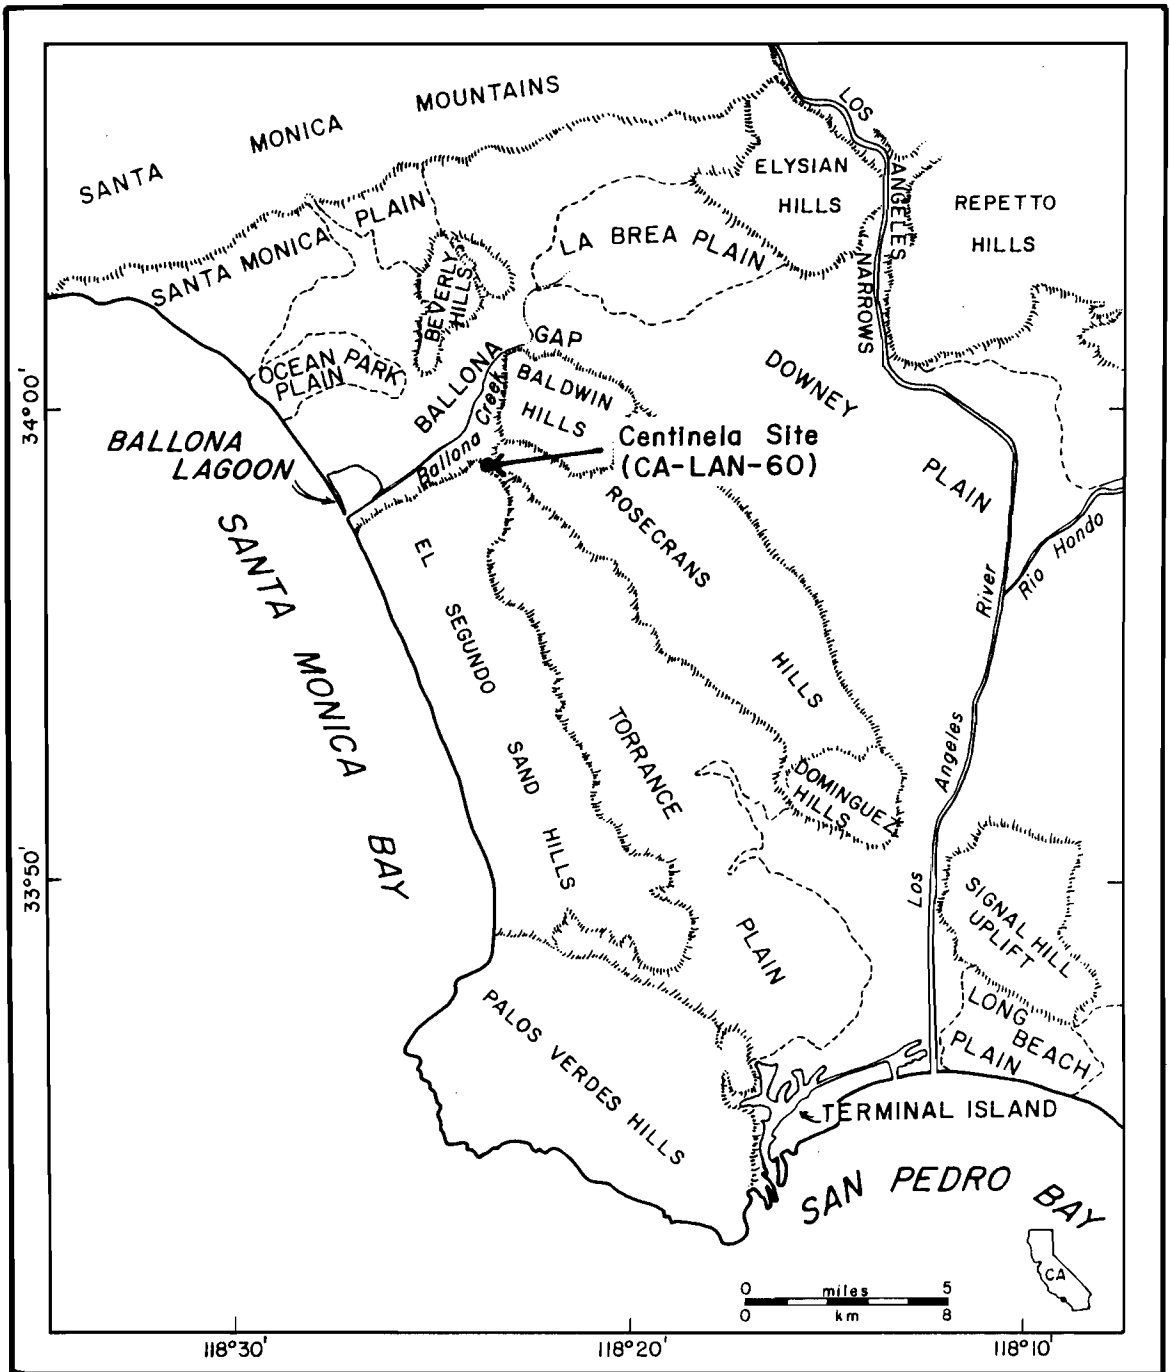 SANTA MONICA MOUNTAINS
LOS ANGELES NARROWS
ELYSIAN
HILLS
REPETTO
HILLS
SANTA MONICA PLAIN
LA BREA PLAIN
BEVERLY
HILLS
OCEAN PARK
PLAIN
BALLONA GAP
BALDWIN
HILLS
DOWNEY PLAIN
34°00'
BALLONA
LAGOON
Ballona Creek
Centinela Site
(CA-LAN-60)
ROSECRANS HILLS
Rio Hondo
SANTA MONICA BAY
EL SEGUNDO SAND HILLS
TORRANCE PLAIN
DOMINGUEZ
HILLS
Los Angeles River
33°50'
SIGNAL HILL
UPLIFT
LONG BEACH
PLAIN
PALOS VERDES HILLS
TERMINAL ISLAND
SAN PEDRO BAY
CA
0 miles 5
0 km 8
118°30' 118°20' 118°10'